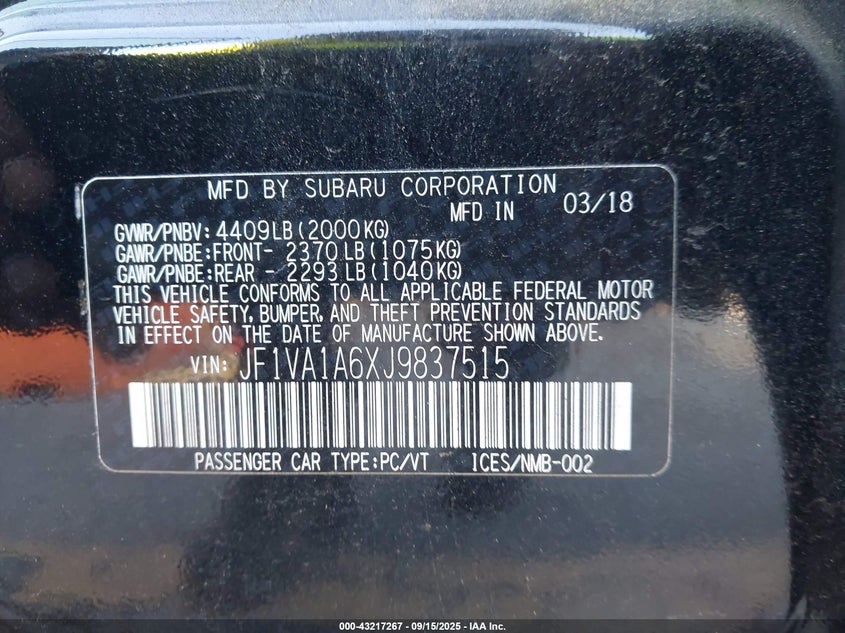 MFD BY SUBARU CORPORATION
MFD IN 03/18
GVWR/PNBV: 4409LB(2000KG)
GAWR/PNBE:FRONT- 2370LB(1075KG)
GAWR/PNBE:REAR - 2293LB(1040KG)
THIS VEHICLE CONFORMS TO ALL APPLICABLE FEDERAL MOTOR
VEHICLE SAFETY, BUMPER, AND THEFT PREVENTION STANDARDS
IN EFFECT ON THE DATE OF MANUFACTURE SHOWN ABOVE.
VIN: JF1VA1A6XJ9837515
PASSENGER CAR TYPE:PC/VT ICES/NMB-002
000-43217267 - 09/15/2025 - IAA Inc.